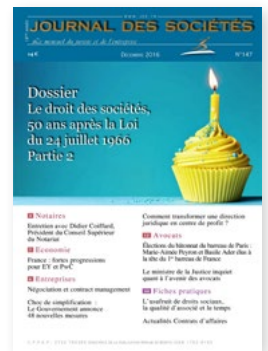 JOURNAL DES SOCIÉTÉS
Le mensuel du juriste et de l'entreprise
DÉCEMBRE 2016
N°147
Dossier
Le droit des sociétés,
50 ans après la Loi
du 24 juillet 1966
Partie 2
Notaires
Entretien avec Didier Coiffard,
Président du Conseil Supérieur
du Notariat
Economie
France : fortes progressions
pour EY et PwC
Entreprises
Négociation et contract management
Choc de simplification :
Le Gouvernement annonce
48 nouvelles mesures
Comment transformer une direction
juridique en centre de profit ?
Avocats
Élections du bâtonnat du barreau de Paris :
Marie-Aimée Peyron et Basile Ader élus à
la tête du 1er barreau de France
Le ministre de la Justice inquiet
quant à l'avenir des avocats
Fiches pratiques
L'usufruit de droits sociaux,
la qualité d'associé et le temps
Actualités Contrats d'affaires